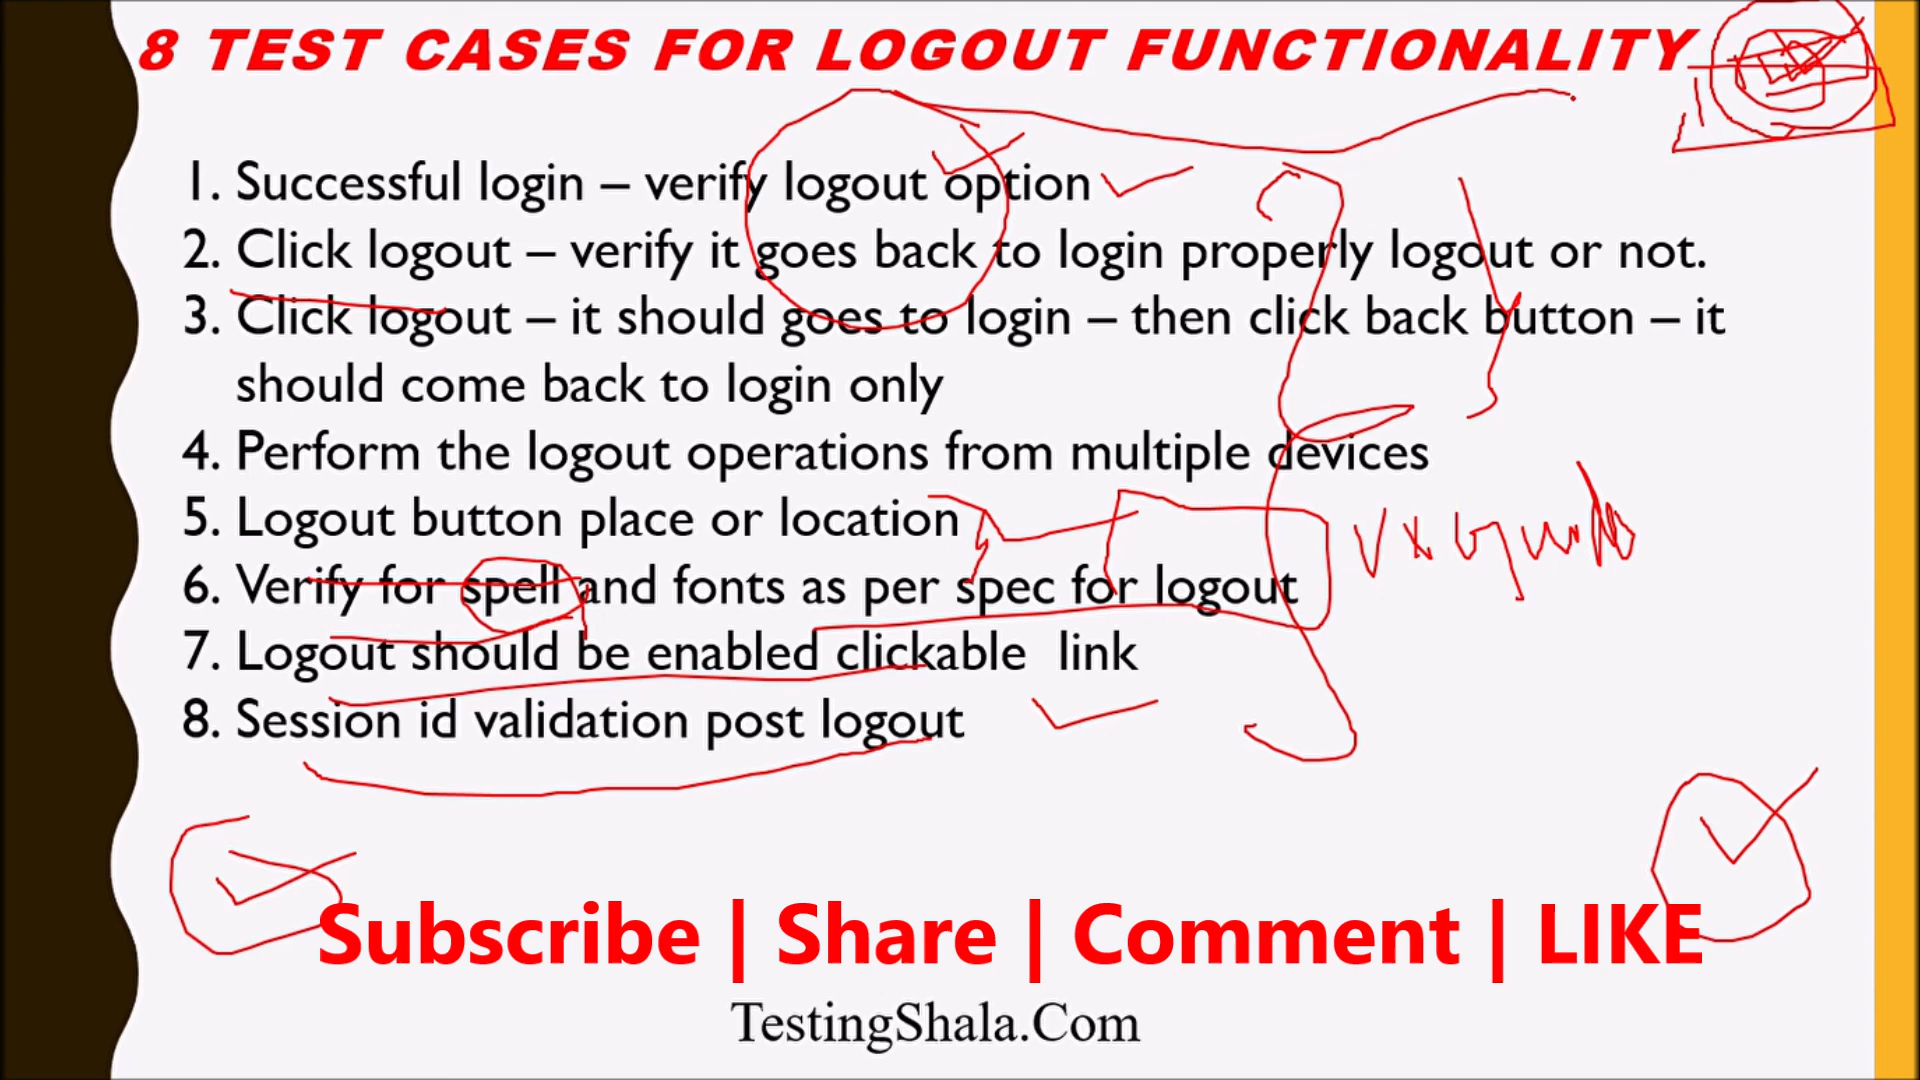 8 TEST CASES FOR LOGOUT FUNCTIONALITY
1. Successful login – verify logout option
2. Click logout – verify it goes back to login properly logout or not.
3. Click logout – it should goes to login – then click back button – it
should come back to login only
4. Perform the logout operations from multiple devices
5. Logout button place or location
6. Verify for spell and fonts as per spec for logout
7. Logout should be enabled clickable link
8. Session id validation post logout
Subscribe | Share | Comment | LIKE
TestingShala.Com